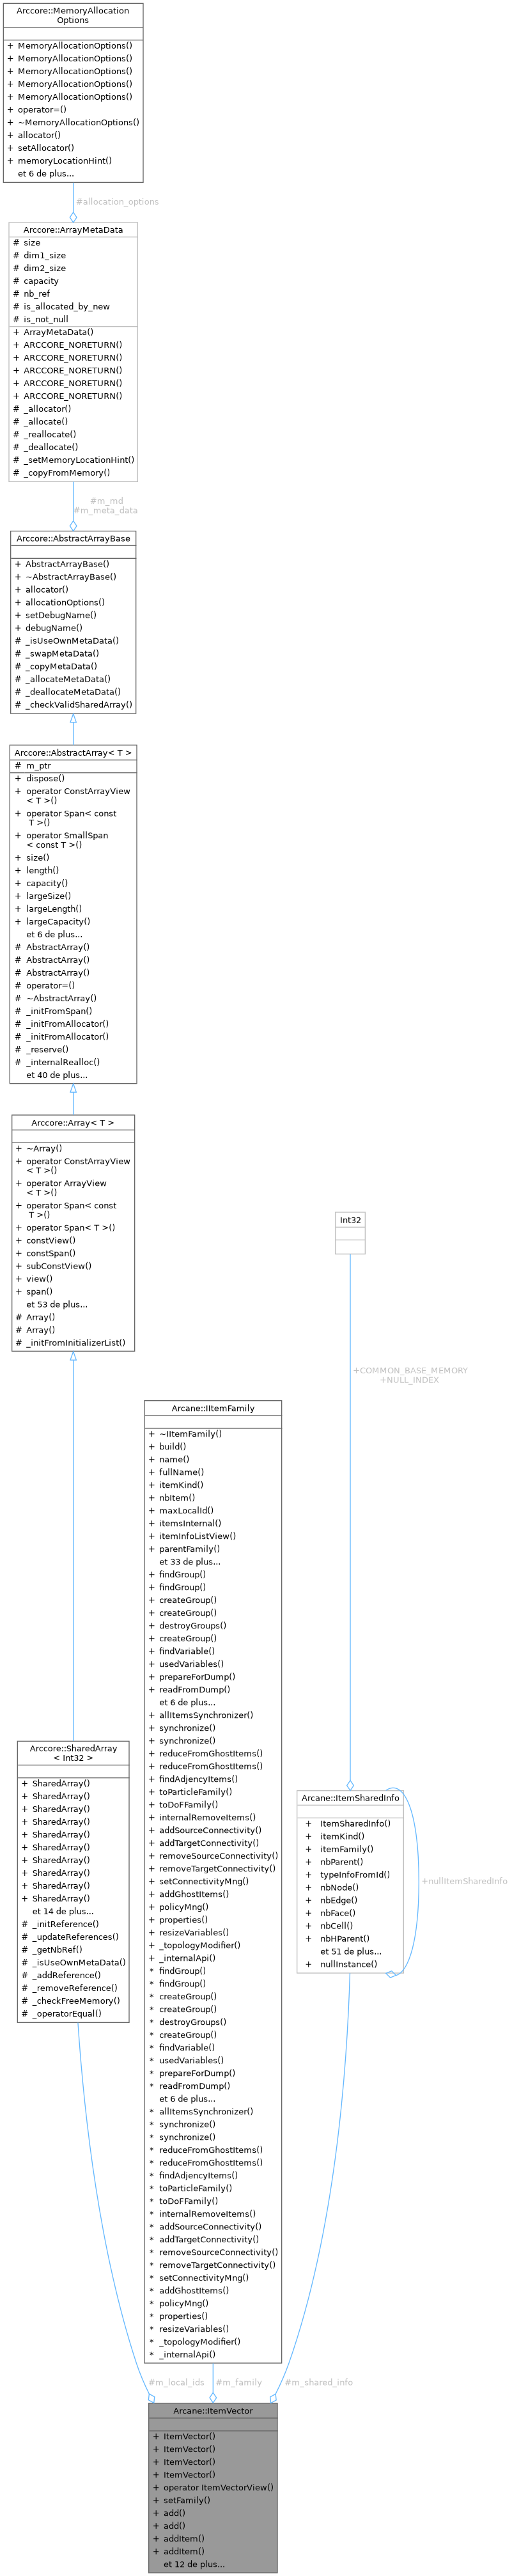 Arccore::MemoryAllocation
Options
+ MemoryAllocationOptions()
+ MemoryAllocationOptions()
+ MemoryAllocationOptions()
+ MemoryAllocationOptions()
+ MemoryAllocationOptions()
+ operator=()
+ ~MemoryAllocationOptions()
+ allocator()
+ setAllocator()
+ memoryLocationHint()
et 6 de plus...
#allocation_options
Arccore::ArrayMetaData
# size
# dim1_size
# dim2_size
# capacity
# nb_ref
# is_allocated_by_new
# is_not_null
+ ArrayMetaData()
+ ARCCORE_NORETURN()
+ ARCCORE_NORETURN()
+ ARCCORE_NORETURN()
+ ARCCORE_NORETURN()
+ ARCCORE_NORETURN()
# _allocator()
# _allocate()
# _reallocate()
# _deallocate()
# _setMemoryLocationHint()
# _copyFromMemory()
#m_md
#m_meta_data
Arccore::AbstractArrayBase
+ AbstractArrayBase()
+ ~AbstractArrayBase()
+ allocator()
+ allocationOptions()
+ setDebugName()
+ debugName()
# _isUseOwnMetaData()
# _swapMetaData()
# _copyMetaData()
# _allocateMetaData()
# _deallocateMetaData()
# _checkValidSharedArray()
Arccore::AbstractArray< T >
# m_ptr
+ dispose()
+ operator ConstArrayView
< T >()
+ operator Span< const
T >()
+ operator SmallSpan
< const T >()
+ size()
+ length()
+ capacity()
+ largeSize()
+ largeLength()
+ largeCapacity()
et 6 de plus...
# AbstractArray()
# AbstractArray()
# AbstractArray()
# operator=()
# ~AbstractArray()
# _initFromSpan()
# _initFromAllocator()
# _initFromAllocator()
# _reserve()
# _internalRealloc()
et 40 de plus...
Arccore::Array< T >
+ ~Array()
+ operator ConstArrayView
< T >()
+ operator ArrayView
< T >()
+ operator Span< const
T >()
+ operator Span< T >()
+ constView()
+ constSpan()
+ subConstView()
+ view()
+ span()
et 53 de plus...
# Array()
# Array()
# _initFromInitializerList()
Int32
+COMMON_BASE_MEMORY
+NULL_INDEX
Arcane::IItemFamily
+ ~IItemFamily()
+ build()
+ name()
+ fullName()
+ itemKind()
+ nbItem()
+ maxLocalId()
+ itemsInternal()
+ itemInfoListView()
+ parentFamily()
et 33 de plus...
+ findGroup()
+ findGroup()
+ createGroup()
+ createGroup()
+ destroyGroups()
+ createGroup()
+ findVariable()
+ usedVariables()
+ prepareForDump()
+ readFromDump()
et 6 de plus...
+ allItemsSynchronizer()
+ synchronize()
+ synchronize()
+ reduceFromGhostItems()
+ reduceFromGhostItems()
+ findAdjencyItems()
+ toParticleFamily()
+ toDoFFamily()
+ internalRemoveItems()
+ addSourceConnectivity()
+ addTargetConnectivity()
+ removeSourceConnectivity()
+ removeTargetConnectivity()
+ setConnectivityMng()
+ addGhostItems()
+ policyMng()
+ properties()
+ resizeVariables()
+ _topologyModifier()
+ _internalApi()
* findGroup()
* findGroup()
* createGroup()
* createGroup()
* destroyGroups()
* createGroup()
* findVariable()
* usedVariables()
* prepareForDump()
* readFromDump()
et 6 de plus...
* allItemsSynchronizer()
* synchronize()
* synchronize()
* reduceFromGhostItems()
* reduceFromGhostItems()
* findAdjencyItems()
* toParticleFamily()
* toDoFFamily()
* internalRemoveItems()
* addSourceConnectivity()
* addTargetConnectivity()
* removeSourceConnectivity()
* removeTargetConnectivity()
* setConnectivityMng()
* addGhostItems()
* policyMng()
* properties()
* resizeVariables()
* _topologyModifier()
* _internalApi()
Arccore::SharedArray
< Int32 >
+ SharedArray()
+ SharedArray()
+ SharedArray()
+ SharedArray()
+ SharedArray()
+ SharedArray()
+ SharedArray()
+ SharedArray()
+ SharedArray()
+ SharedArray()
et 14 de plus...
# _initReference()
# _updateReferences()
# _getNbRef()
# _isUseOwnMetaData()
# _addReference()
# _removeReference()
# _checkFreeMemory()
# _operatorEqual()
Arcane::ItemSharedInfo
+ ItemSharedInfo()
+ itemKind()
+ itemFamily()
+ nbParent()
+ typeInfoFromId()
+ nbNode()
+ nbEdge()
+ nbFace()
+ nbCell()
+ nbHParent()
et 51 de plus...
+ nullInstance()
+nullItemSharedInfo
#m_local_ids
#m_family
#m_shared_info
Arcane::ItemVector
+ ItemVector()
+ ItemVector()
+ ItemVector()
+ ItemVector()
+ operator ItemVectorView()
+ setFamily()
+ add()
+ add()
+ addItem()
+ addItem()
et 12 de plus...